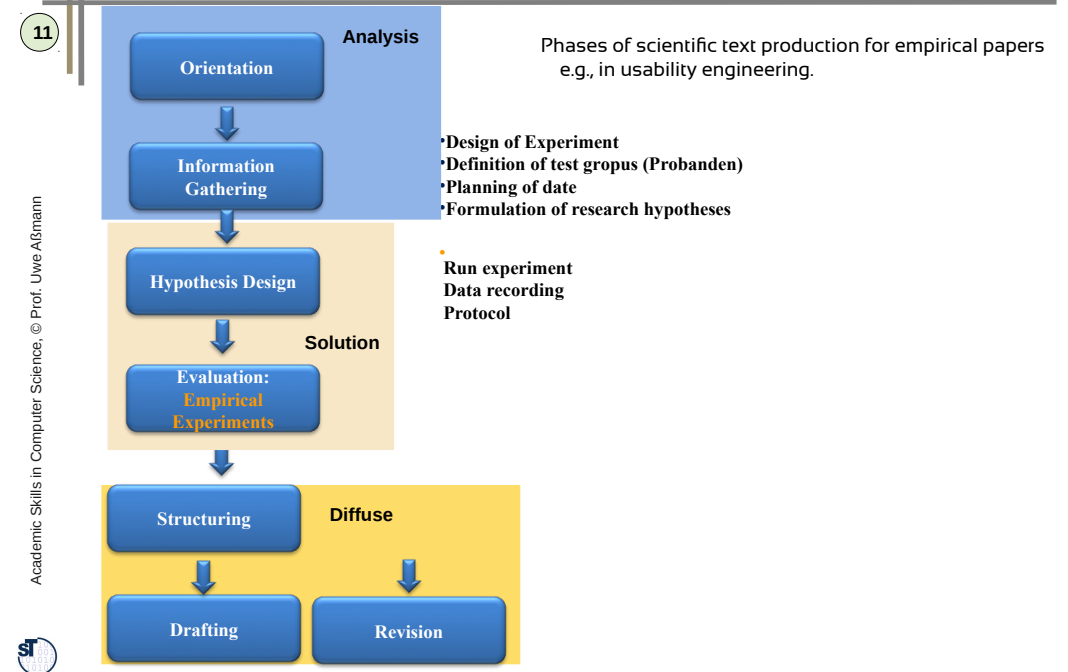 11
Phases of scientific text production for empirical papers
e.g., in usability engineering.
Analysis
Orientation
Information
Gathering
•Design of Experiment
•Definition of test gropus (Probanden)
•Planning of date
•Formulation of research hypotheses
•
Run experiment
Data recording
Protocol
Hypothesis Design
Solution
Evaluation:
Empirical
Experiments
Structuring
Diffuse
Drafting
Revision
Academic Skills in Computer Science, © Prof. Uwe Aßmann
ST